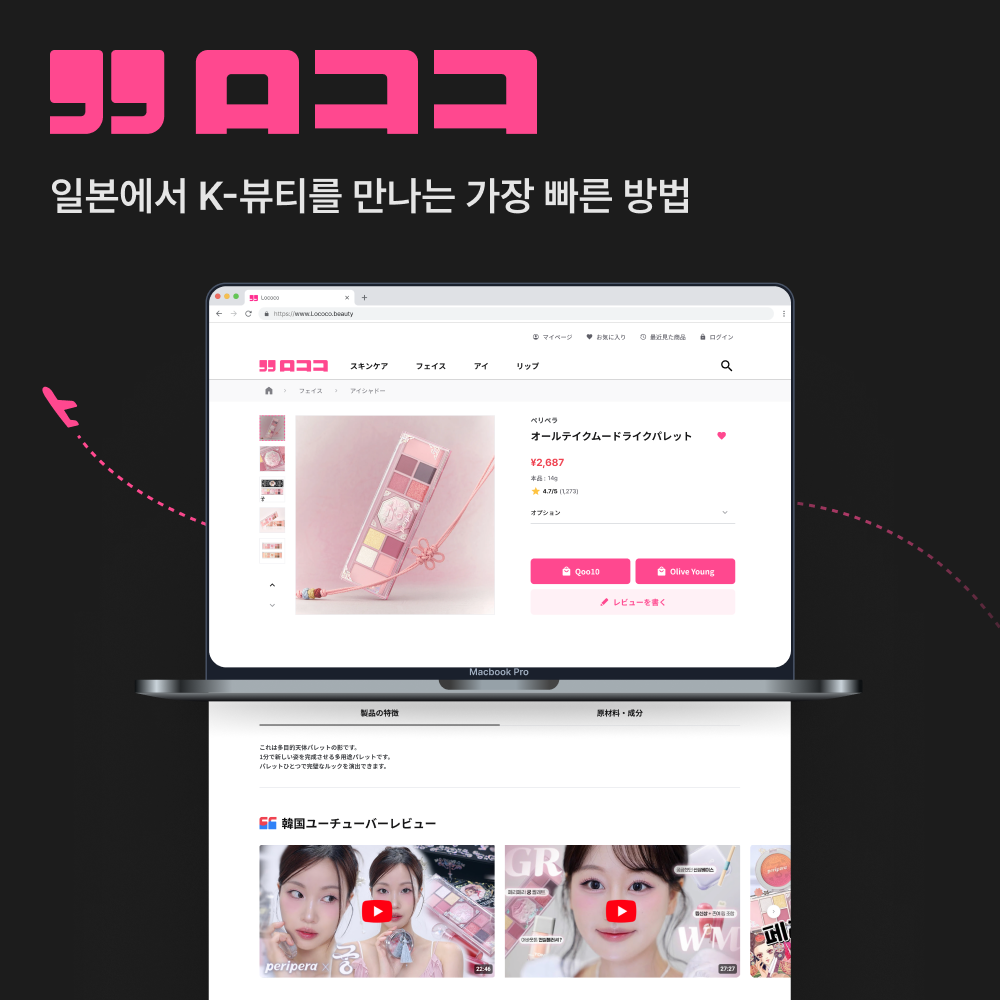 ロココ
일본에서 K-뷰티를 만나는 가장 빠른 방법
Lococo
https://www.Lococo.beauty
マイページ
お気に入り
最近見た商品
ログイン
ロココ
スキンケア
フェイス
アイ
リップ
フェイス
アイシャドー
ペリペラ
オールテイクムードライクパレット
¥2,687
本品 : 14g
4.7/5 (1,273)
オプション
Qoo10
Olive Young
レビューを書く
Macbook Pro
製品の特徴
原材料・成分
これは多目的天体パレットの影です。
1分で新しい姿を完成させる多用途パレットです。
パレットひとつで完璧なルックを演出できます。
韓国ユーチューバーレビュー
peripera ×
22:46
GR
WM
27:27
peripera
페